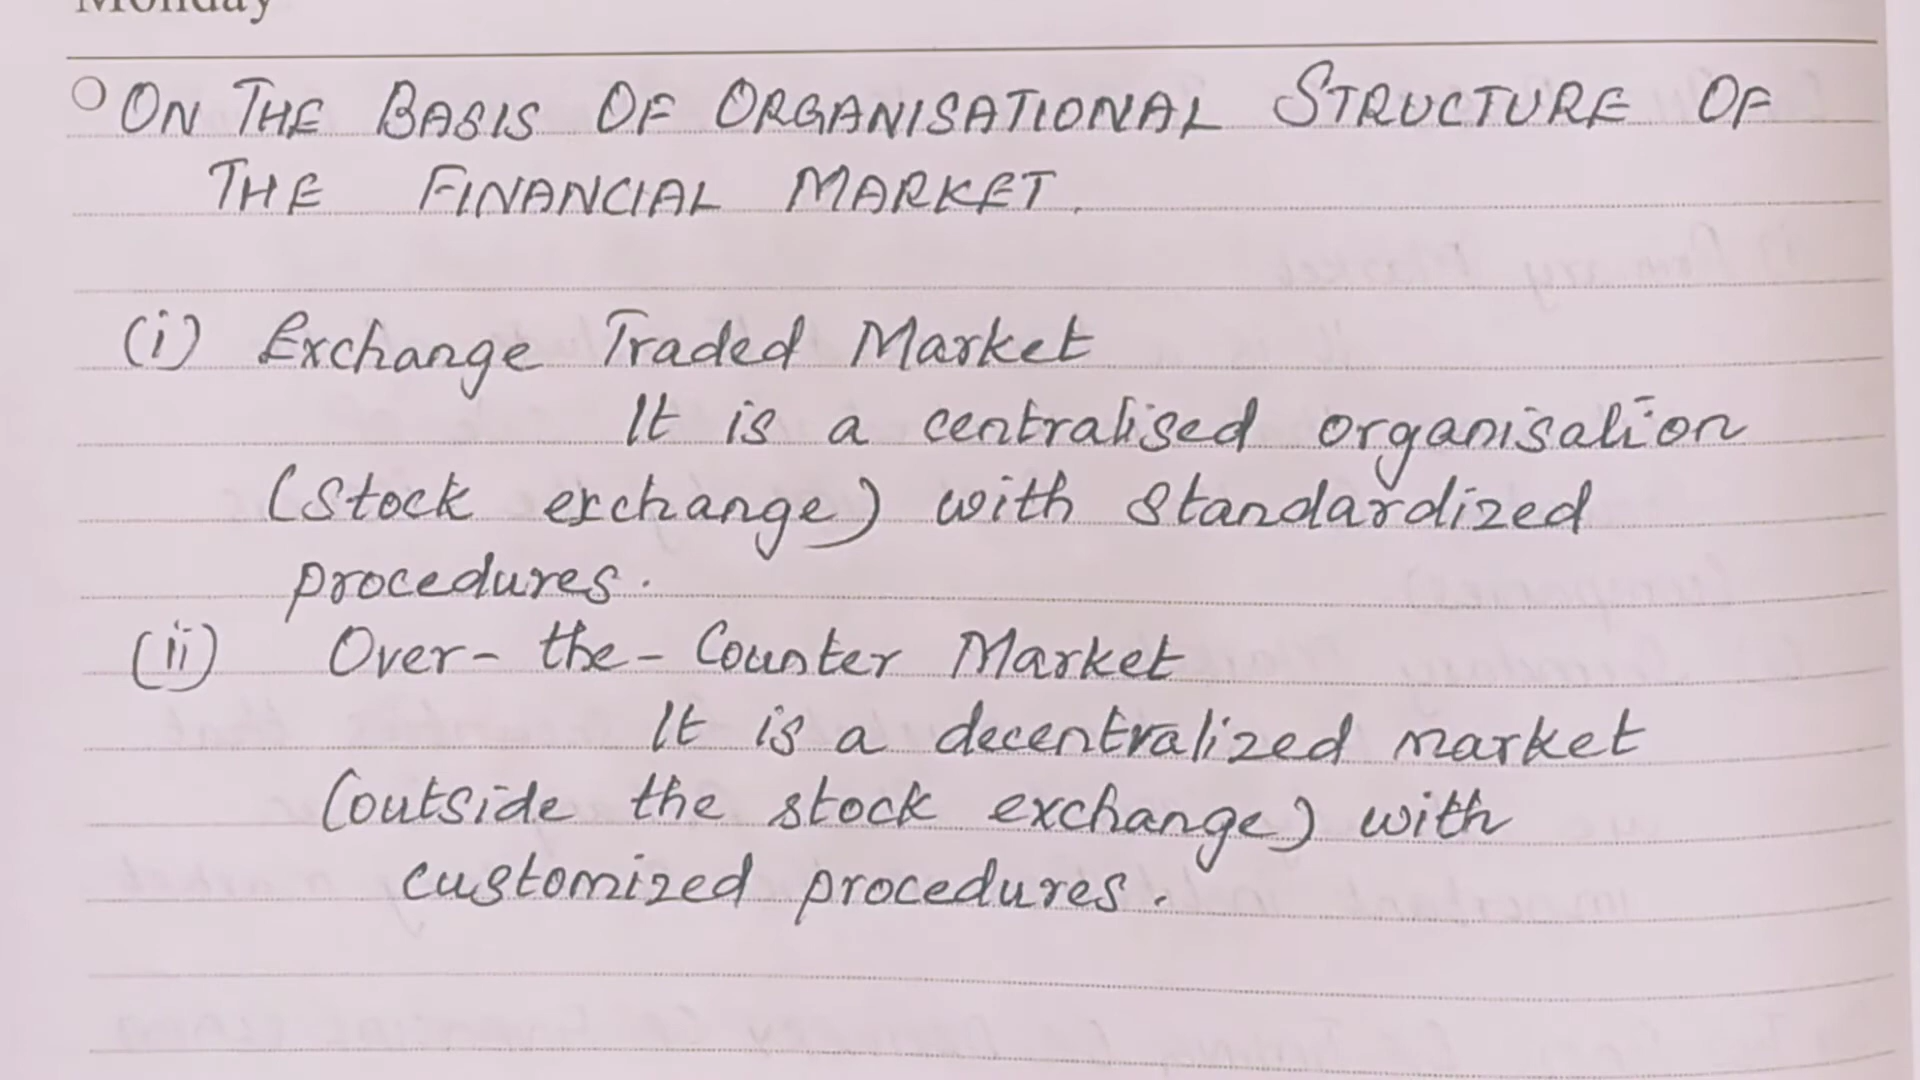 Monday
○ ON THE BASIS OF ORGANISATIONAL STRUCTURE OF
THE FINANCIAL MARKET.
(i) Exchange Traded Market
It is a centralised organisation
(Stock exchange) with standardized
procedures.
(ii) Over-the-Counter Market
It is a decentralized market
(outside the stock exchange) with
customized procedures.